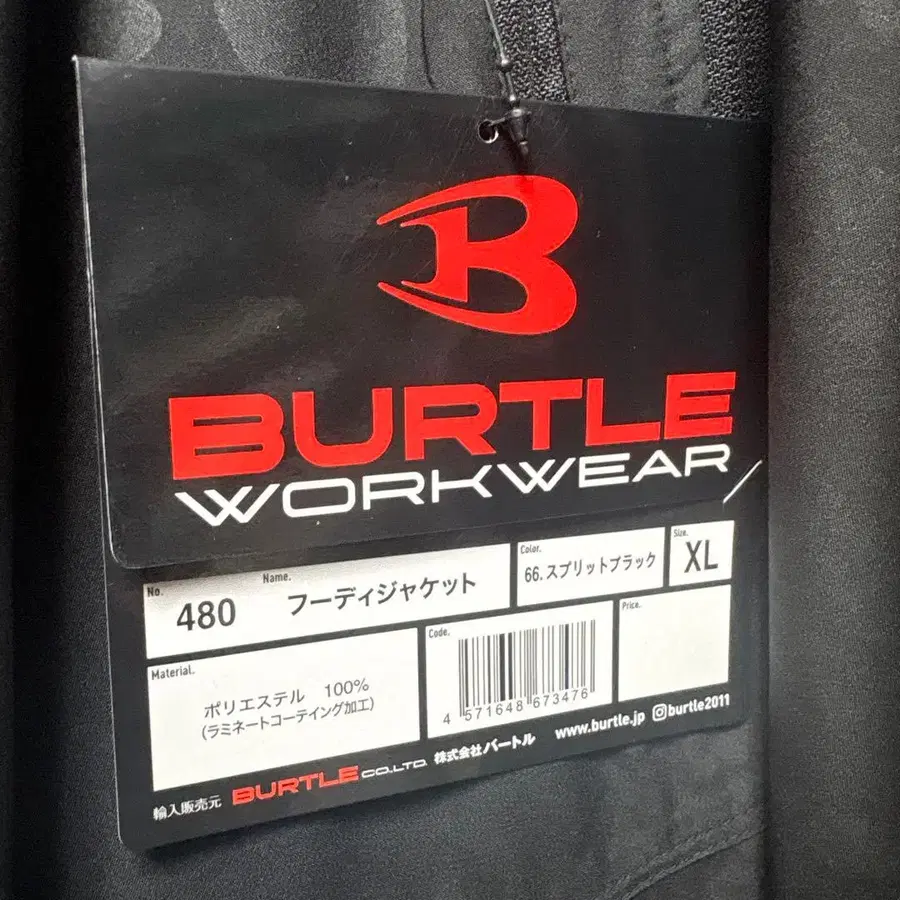 B
BURTLE
WORKWEAR
No.
480
Name.
フーディジャケット
Color.
66.スプリットブラック
Size.
XL
Material.
ポリエステル 100%
(ラミネートコーティング加工)
Code.
4 571648 673476
Price.
輸入販売元 BURTLE CO.LTD. 株式会社バートル www.burtle.jp burtle2011